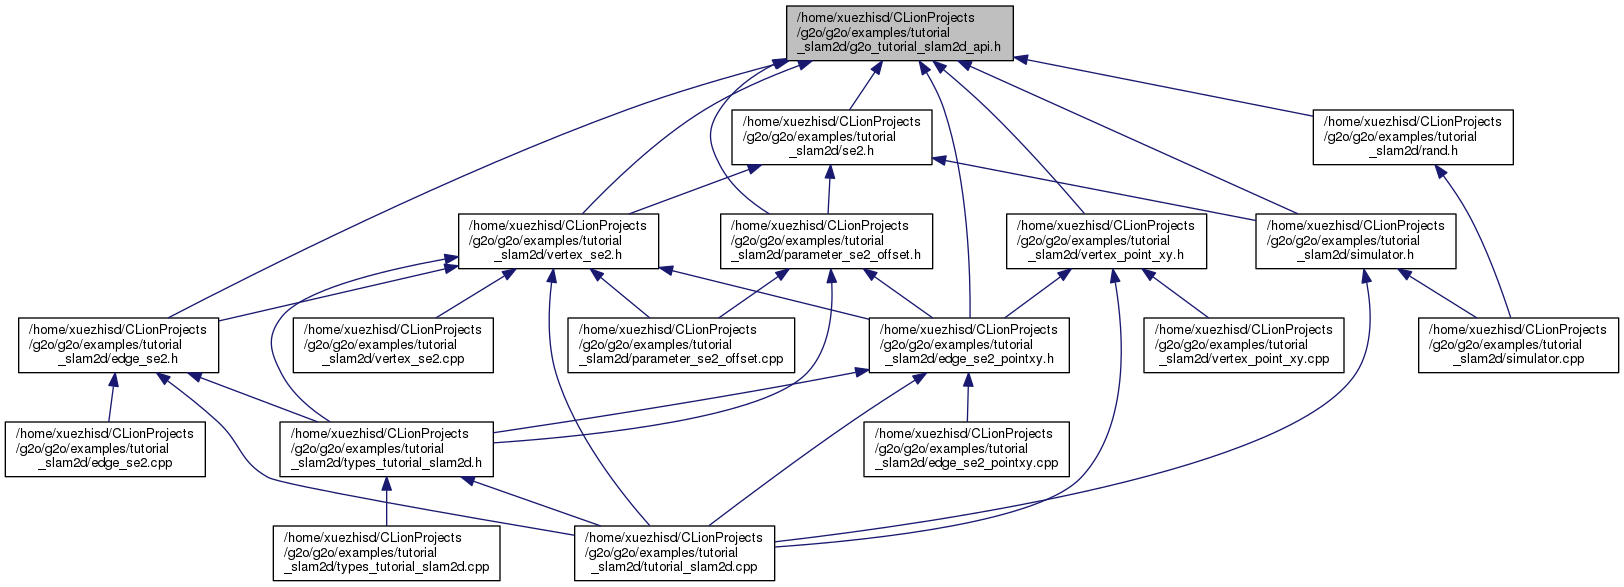 /home/xuezhisd/CLionProjects
/g2o/g2o/examples/tutorial
_slam2d/g2o_tutorial_slam2d_api.h
/home/xuezhisd/CLionProjects
/g2o/g2o/examples/tutorial
_slam2d/se2.h
/home/xuezhisd/CLionProjects
/g2o/g2o/examples/tutorial
_slam2d/rand.h
/home/xuezhisd/CLionProjects
/g2o/g2o/examples/tutorial
_slam2d/vertex_se2.h
/home/xuezhisd/CLionProjects
/g2o/g2o/examples/tutorial
_slam2d/parameter_se2_offset.h
/home/xuezhisd/CLionProjects
/g2o/g2o/examples/tutorial
_slam2d/vertex_point_xy.h
/home/xuezhisd/CLionProjects
/g2o/g2o/examples/tutorial
_slam2d/simulator.h
/home/xuezhisd/CLionProjects
/g2o/g2o/examples/tutorial
_slam2d/edge_se2.h
/home/xuezhisd/CLionProjects
/g2o/g2o/examples/tutorial
_slam2d/vertex_se2.cpp
/home/xuezhisd/CLionProjects
/g2o/g2o/examples/tutorial
_slam2d/parameter_se2_offset.cpp
/home/xuezhisd/CLionProjects
/g2o/g2o/examples/tutorial
_slam2d/edge_se2_pointxy.h
/home/xuezhisd/CLionProjects
/g2o/g2o/examples/tutorial
_slam2d/vertex_point_xy.cpp
/home/xuezhisd/CLionProjects
/g2o/g2o/examples/tutorial
_slam2d/simulator.cpp
/home/xuezhisd/CLionProjects
/g2o/g2o/examples/tutorial
_slam2d/edge_se2.cpp
/home/xuezhisd/CLionProjects
/g2o/g2o/examples/tutorial
_slam2d/types_tutorial_slam2d.h
/home/xuezhisd/CLionProjects
/g2o/g2o/examples/tutorial
_slam2d/edge_se2_pointxy.cpp
/home/xuezhisd/CLionProjects
/g2o/g2o/examples/tutorial
_slam2d/types_tutorial_slam2d.cpp
/home/xuezhisd/CLionProjects
/g2o/g2o/examples/tutorial
_slam2d/tutorial_slam2d.cpp